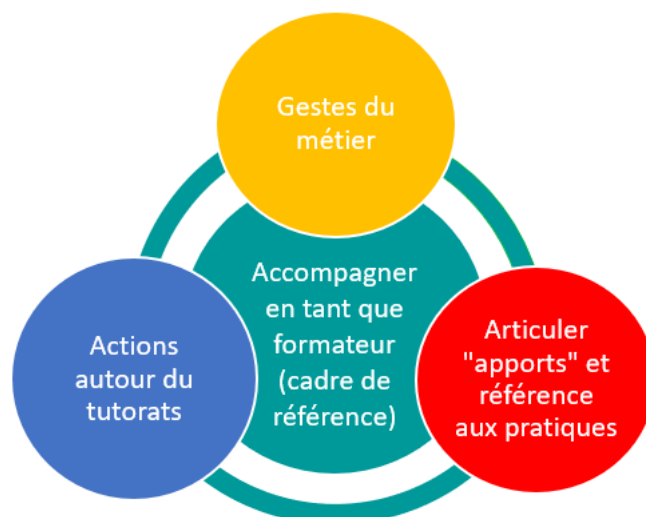 Gestes du
métier
Accompagner
en tant que
formateur
(cadre de
référence)
Actions
autour du
tutorats
Articuler
"apports" et
référence
aux pratiques